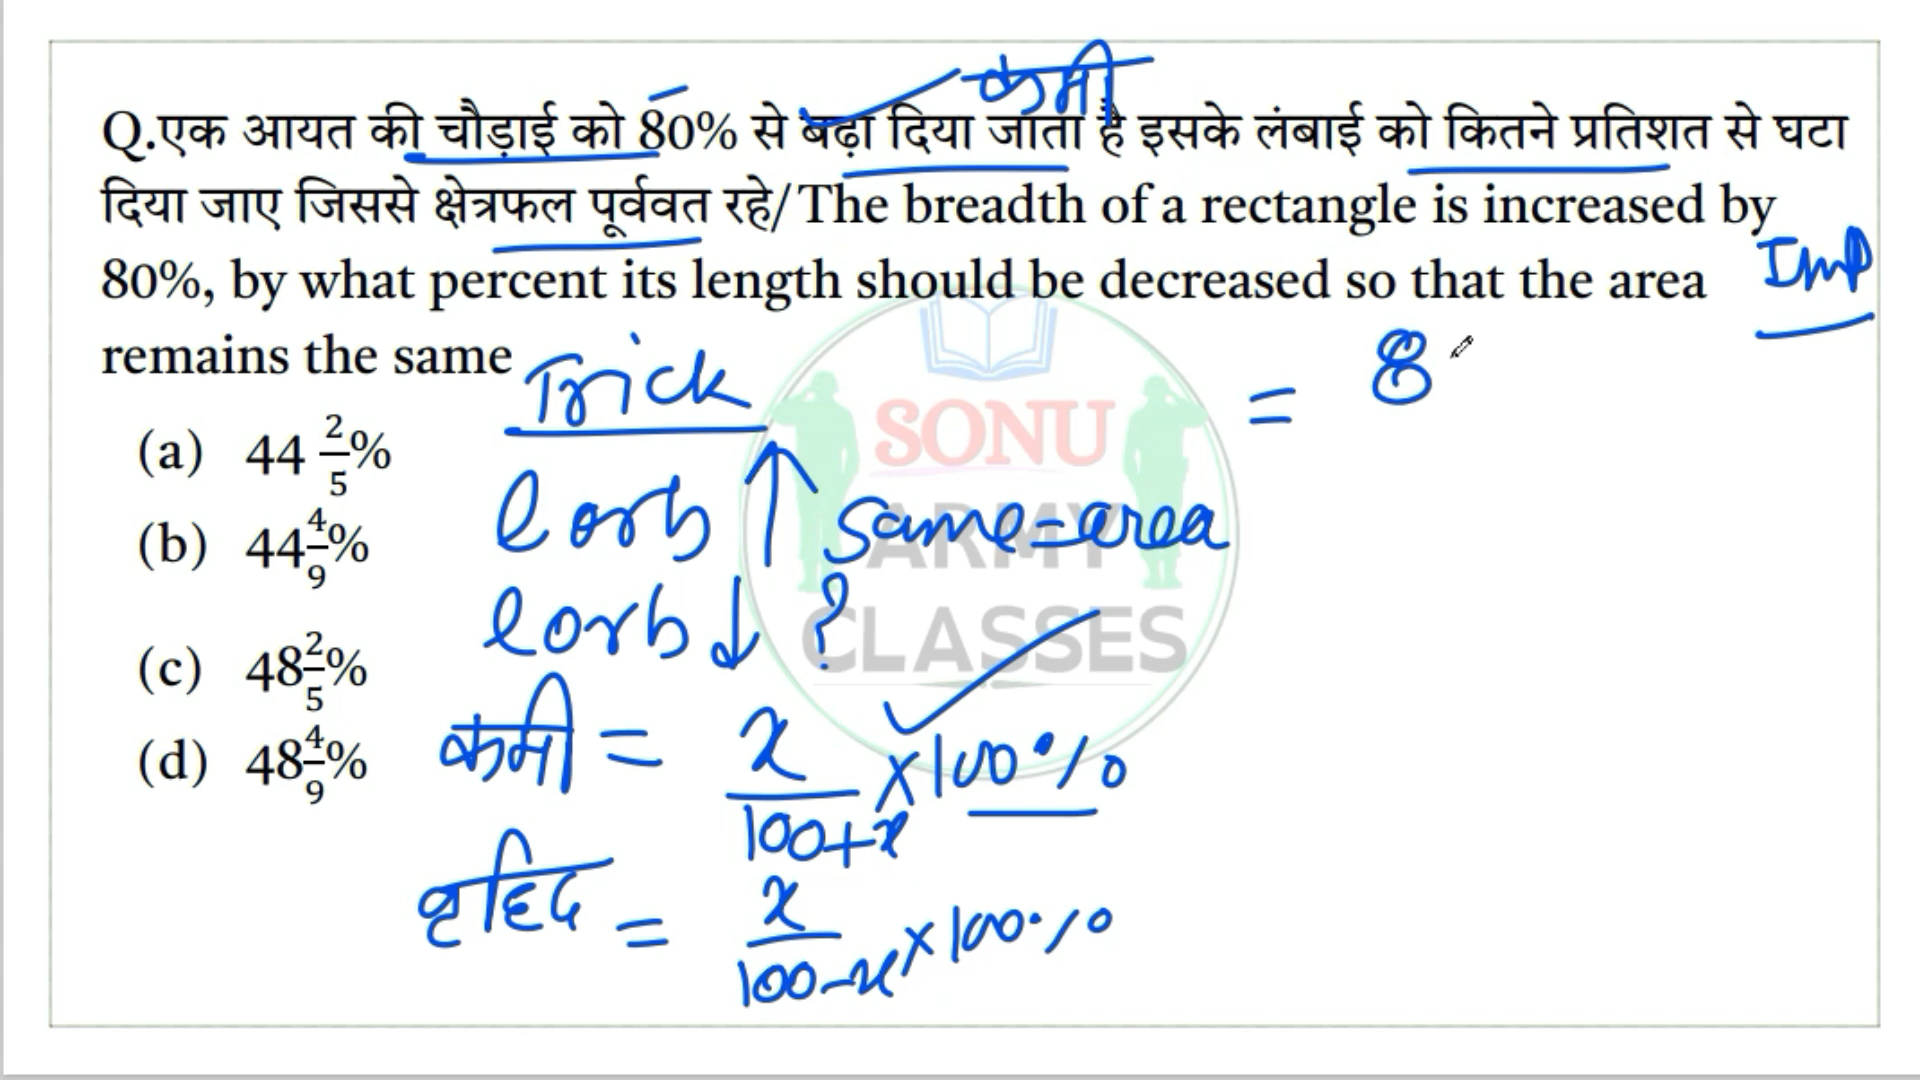 Q.एक आयत की चौड़ाई को 80% से बढ़ा दिया जाता है इसके लंबाई को कितने प्रतिशत से घटा
कमी
दिया जाए जिससे क्षेत्रफल पूर्ववत रहे/ The breadth of a rectangle is increased by
80%, by what percent its length should be decreased so that the area
Imp
remains the same
Trick
= 8
(a) 44 2/5%
(b) 44 4/9%
(c) 48 2/5%
(d) 48 4/9%
l or b ↑ same=area
l or b ↓ ?
कमी = x/100+x ×100%
वृद्धि = x/100-x ×100%
SONU
ARMY
CLASSES